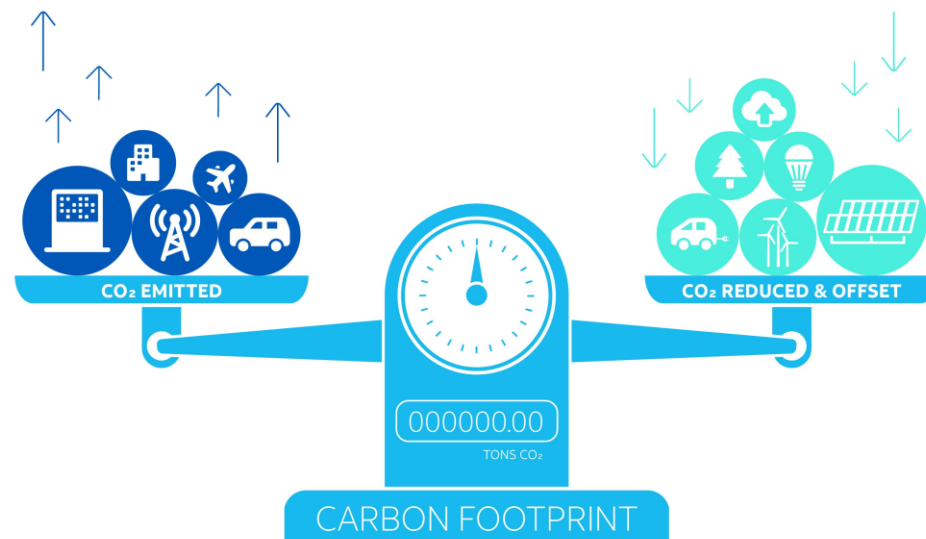 CO₂ EMITTED
CO₂ REDUCED & OFFSET
000000.00
TONS CO₂
CARBON FOOTPRINT